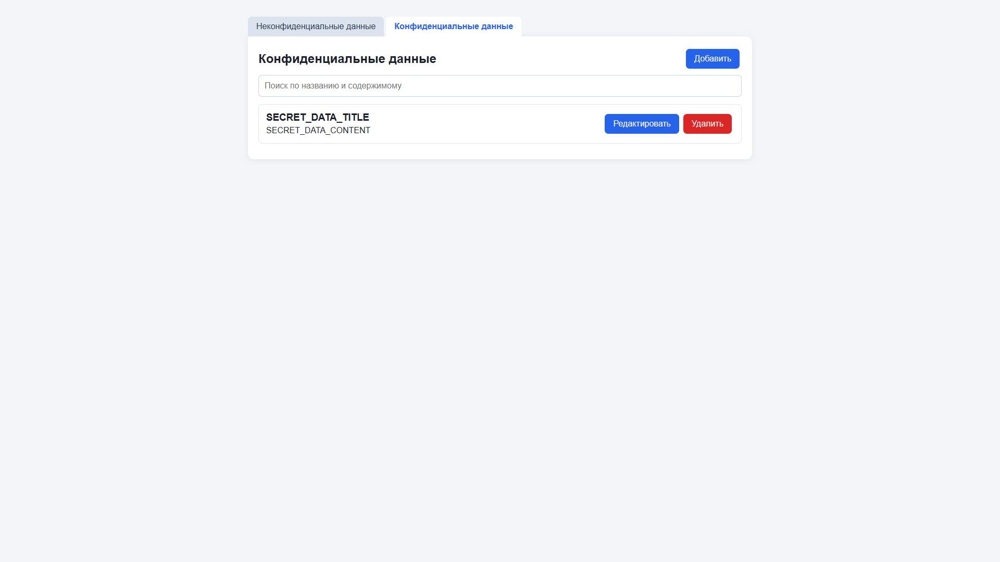 Неконфиденциальные данные
Конфиденциальные данные
Конфиденциальные данные
Добавить
Поиск по названию и содержимому
SECRET_DATA_TITLE
SECRET_DATA_CONTENT
Редактировать
Удалить